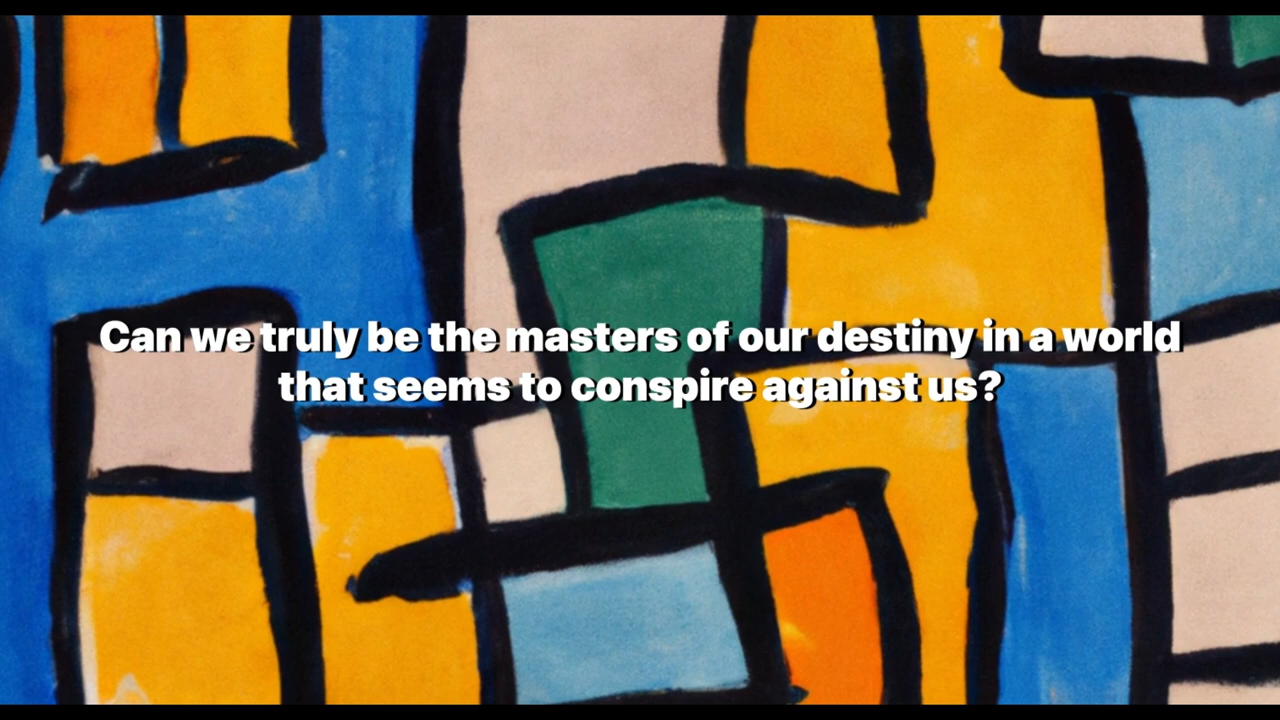 Can we truly be the masters of our destiny in a world
that seems to conspire against us?